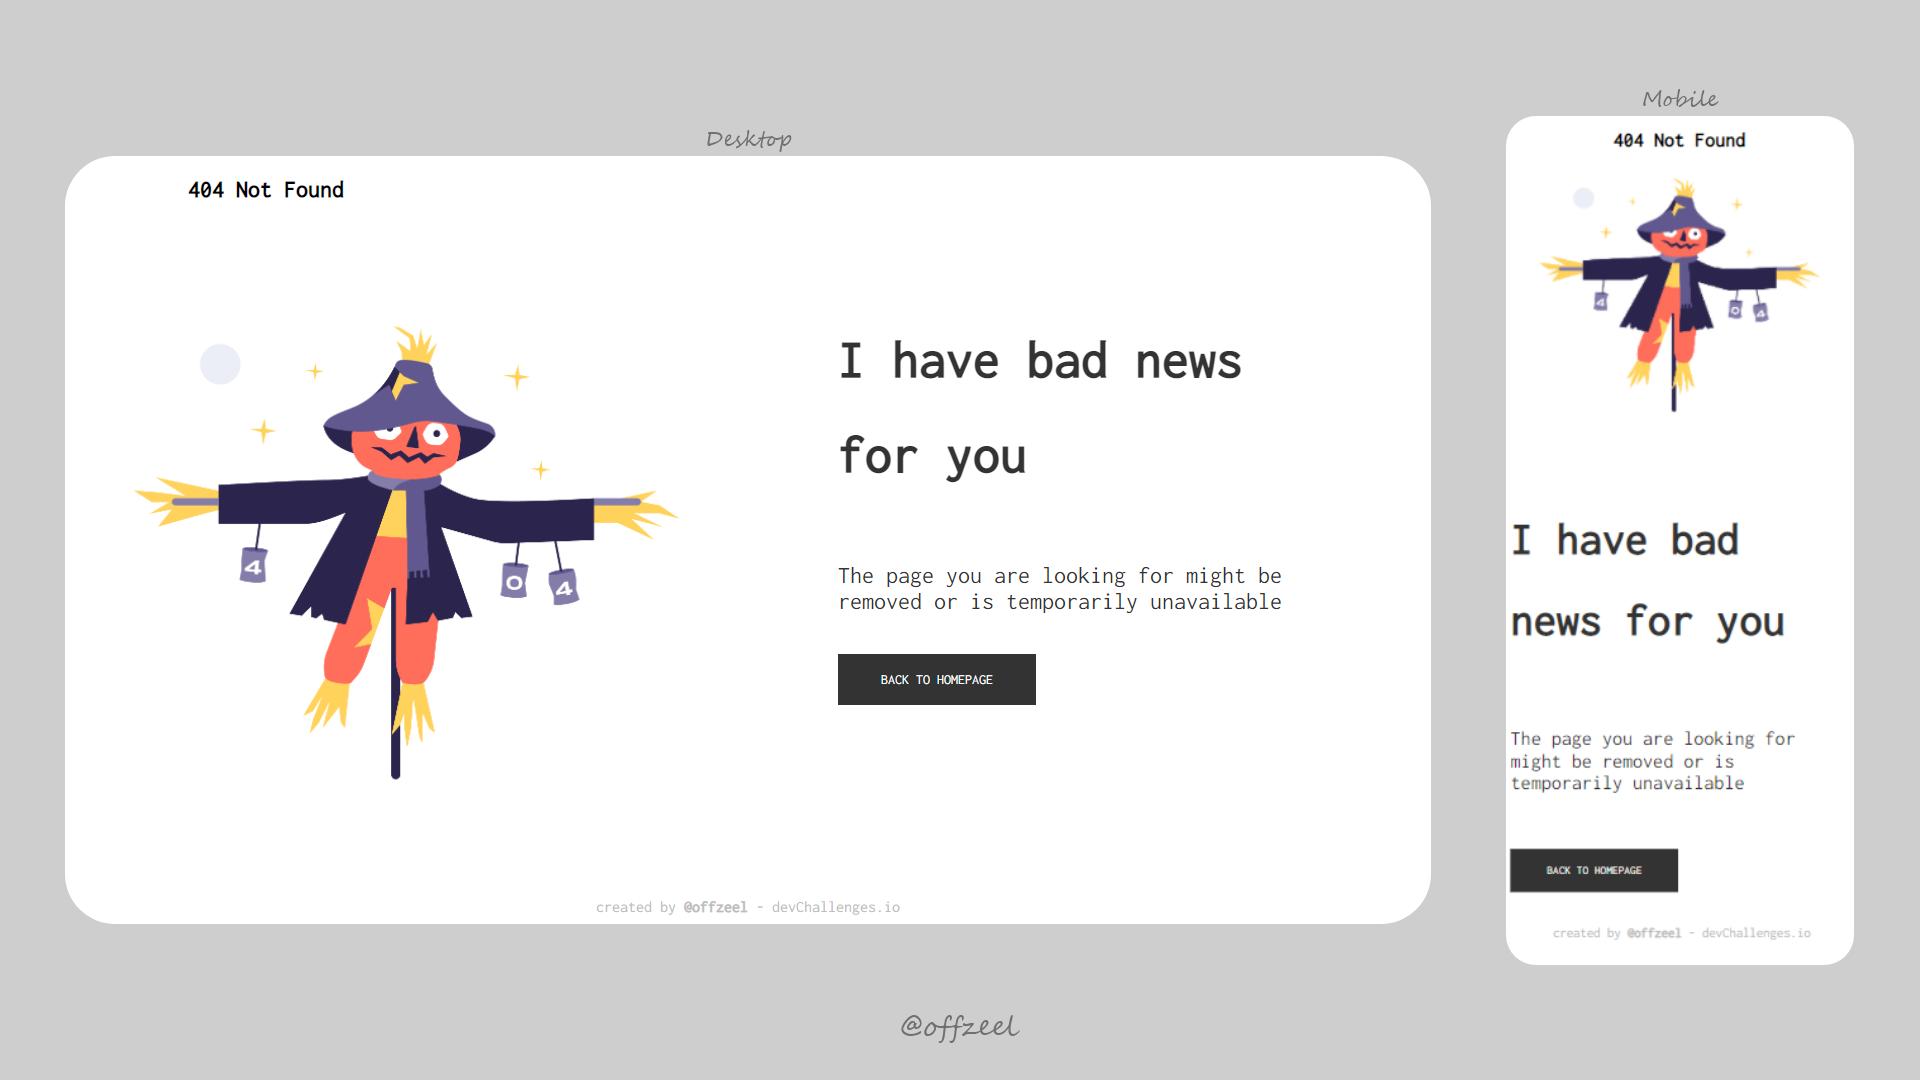 Desktop
404 Not Found
4
0
4
I have bad news
for you
The page you are looking for might be
removed or is temporarily unavailable
BACK TO HOMEPAGE
created by @offzeel - devChallenges.io
Mobile
404 Not Found
4
0
4
I have bad
news for you
The page you are looking for
might be removed or is
temporarily unavailable
BACK TO HOMEPAGE
created by @offzeel - devChallenges.io
@offzeel